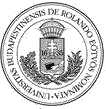 UNIVERSITAS BUDAPESTINENSIS DE ROLANDO EÖTVÖS NOMINATA